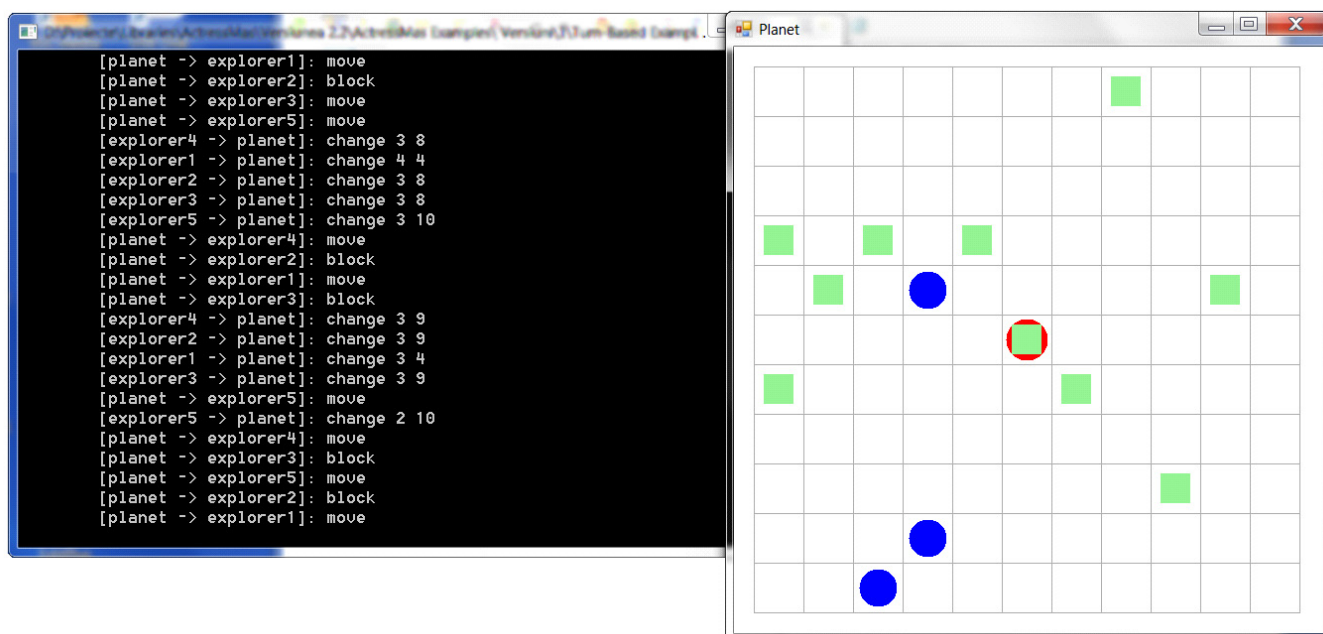 [planet -> explorer1]: move
[planet -> explorer2]: block
[planet -> explorer3]: move
[planet -> explorer5]: move
[explorer4 -> planet]: change 3 8
[explorer1 -> planet]: change 4 4
[explorer2 -> planet]: change 3 8
[explorer3 -> planet]: change 3 8
[explorer5 -> planet]: change 3 10
[planet -> explorer4]: move
[planet -> explorer2]: block
[planet -> explorer1]: move
[planet -> explorer3]: block
[explorer4 -> planet]: change 3 9
[explorer2 -> planet]: change 3 9
[explorer1 -> planet]: change 3 4
[explorer3 -> planet]: change 3 9
[planet -> explorer5]: move
[explorer5 -> planet]: change 2 10
[planet -> explorer4]: move
[planet -> explorer3]: block
[planet -> explorer5]: move
[planet -> explorer2]: block
[planet -> explorer1]: move
Planet